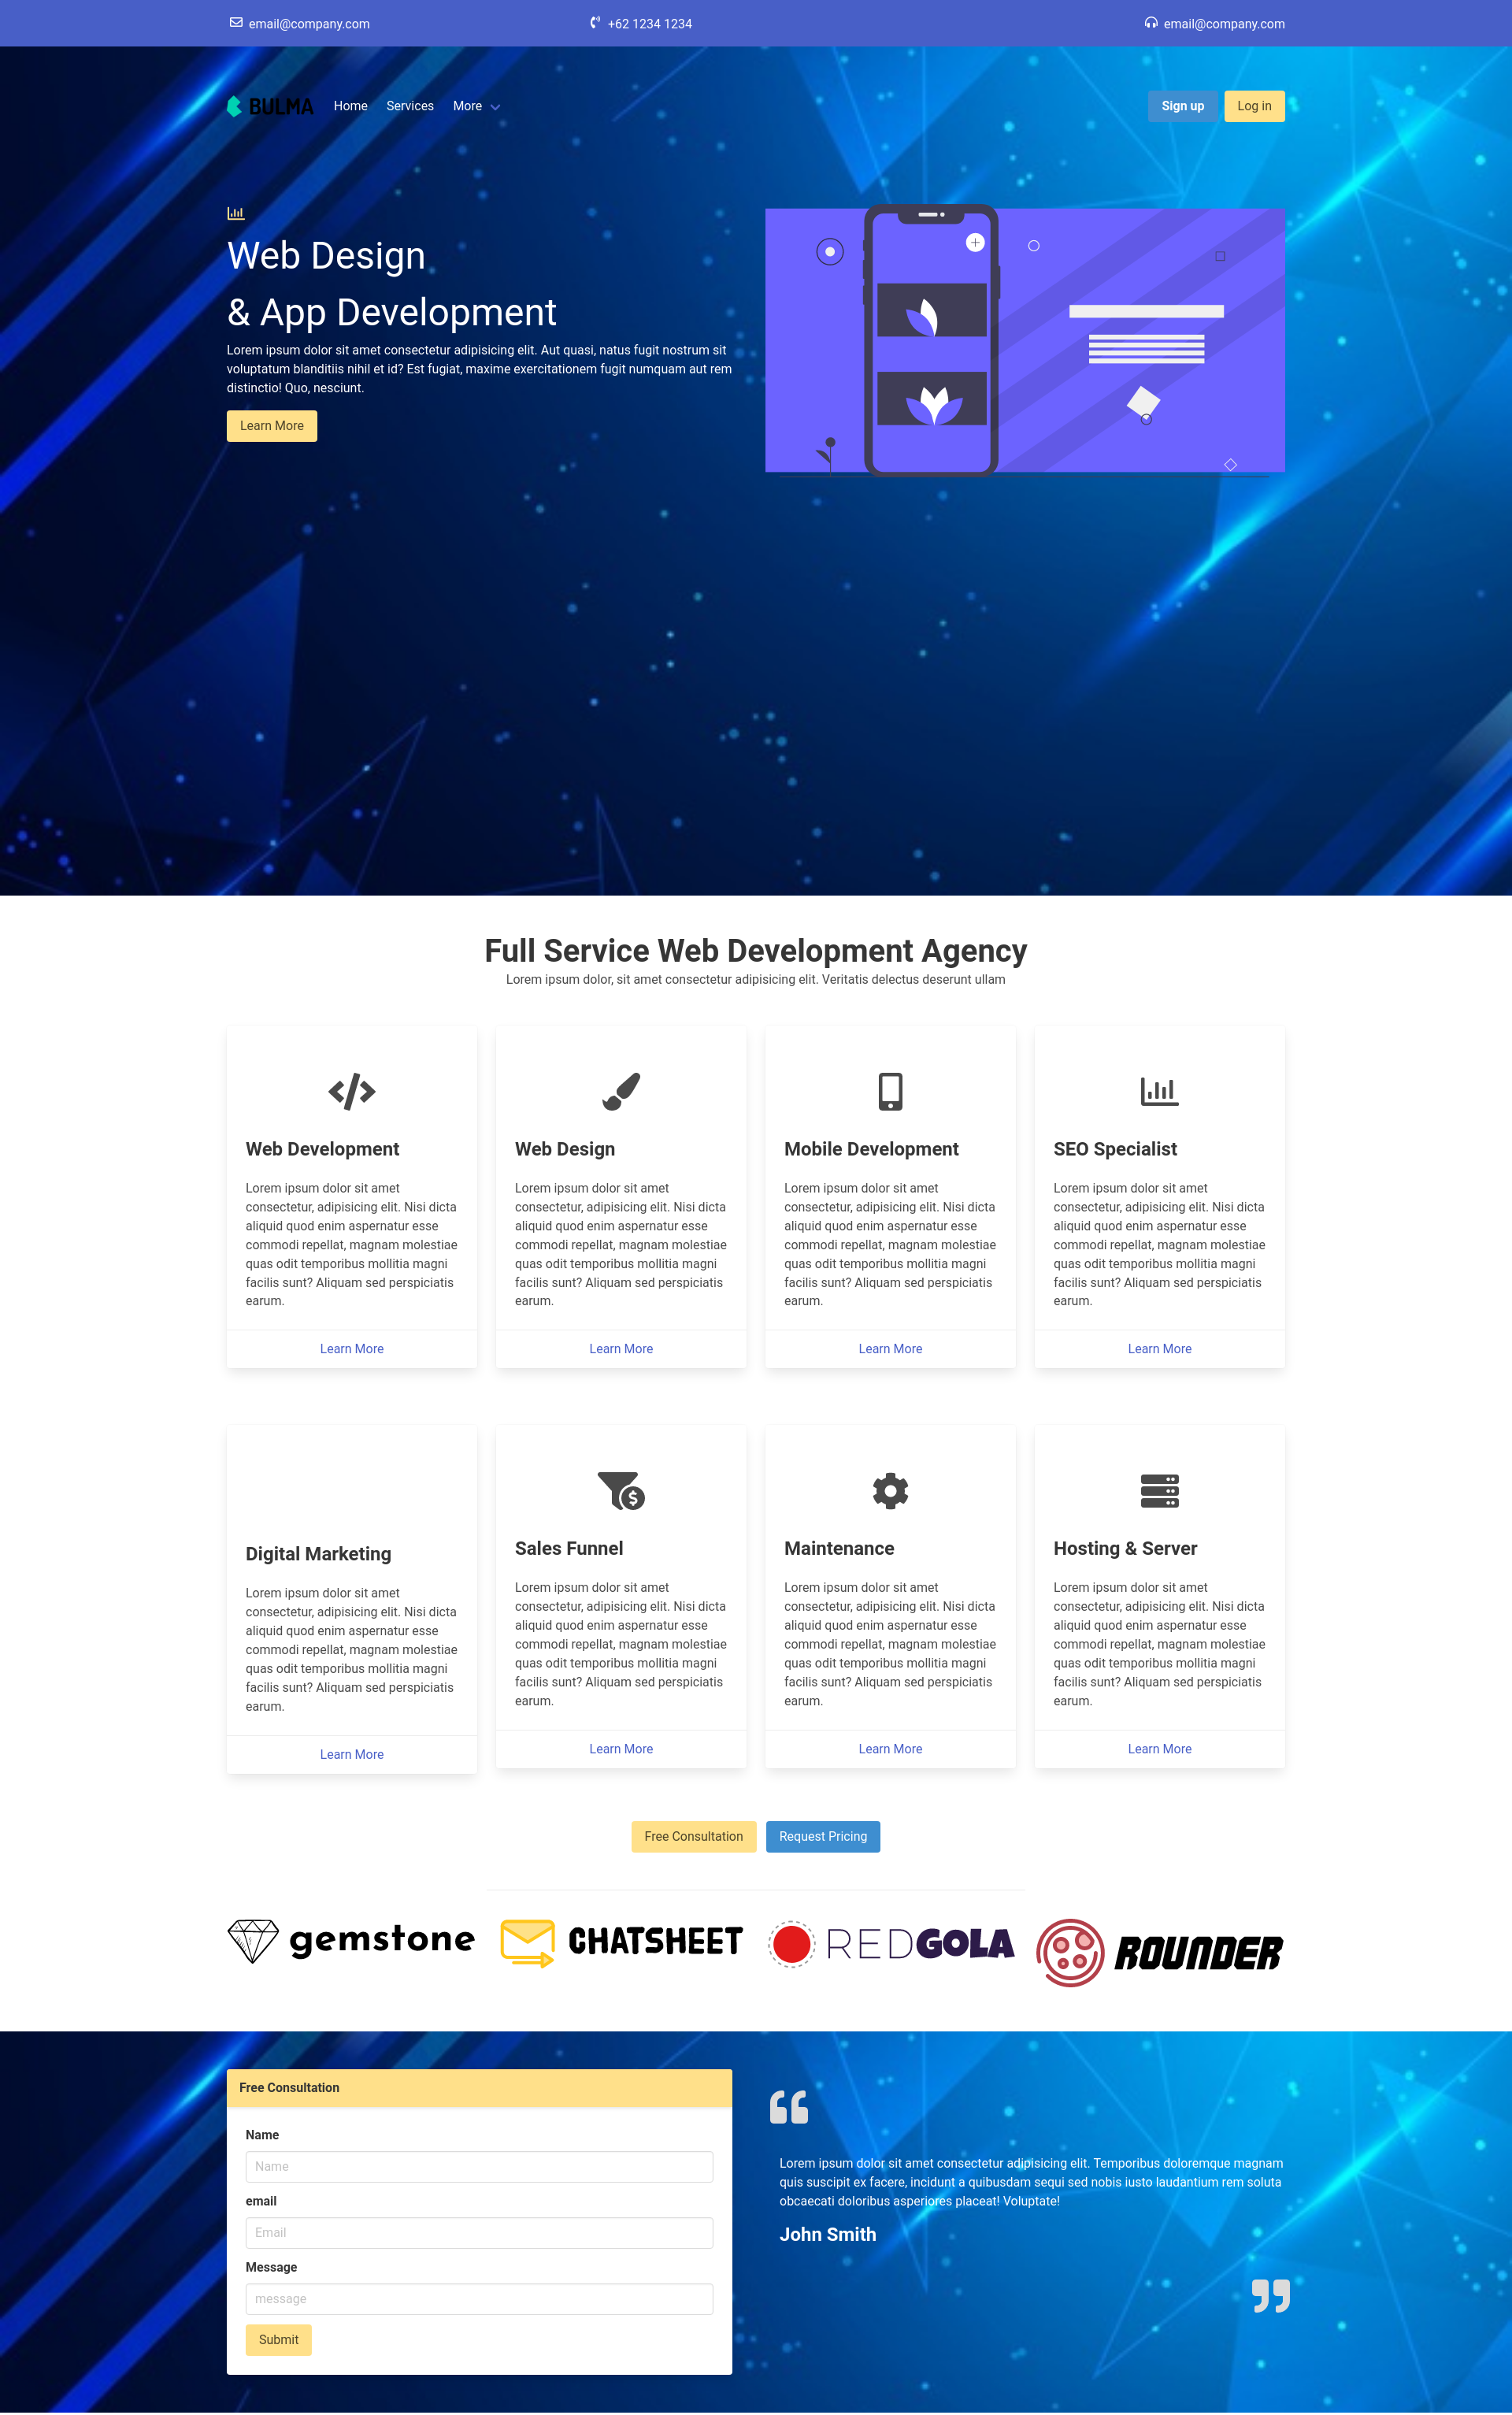 email@company.com
+62 1234 1234
email@company.com
BULMA
Home
Services
More
Sign up
Log in
Web Design
& App Development
Lorem ipsum dolor sit amet consectetur adipisicing elit. Aut quasi, natus fugit nostrum sit
voluptatum blanditiis nihil et id? Est fugiat, maxime exercitationem fugit numquam aut rem
distinctio! Quo, nesciunt.
Learn More
Full Service Web Development Agency
Lorem ipsum dolor, sit amet consectetur adipisicing elit. Veritatis delectus deserunt ullam
Web Development
Lorem ipsum dolor sit amet
consectetur, adipisicing elit. Nisi dicta
aliquid quod enim aspernatur esse
commodi repellat, magnam molestiae
quas odit temporibus mollitia magni
facilis sunt? Aliquam sed perspiciatis
earum.
Learn More
Web Design
Lorem ipsum dolor sit amet
consectetur, adipisicing elit. Nisi dicta
aliquid quod enim aspernatur esse
commodi repellat, magnam molestiae
quas odit temporibus mollitia magni
facilis sunt? Aliquam sed perspiciatis
earum.
Learn More
Mobile Development
Lorem ipsum dolor sit amet
consectetur, adipisicing elit. Nisi dicta
aliquid quod enim aspernatur esse
commodi repellat, magnam molestiae
quas odit temporibus mollitia magni
facilis sunt? Aliquam sed perspiciatis
earum.
Learn More
SEO Specialist
Lorem ipsum dolor sit amet
consectetur, adipisicing elit. Nisi dicta
aliquid quod enim aspernatur esse
commodi repellat, magnam molestiae
quas odit temporibus mollitia magni
facilis sunt? Aliquam sed perspiciatis
earum.
Learn More
Digital Marketing
Lorem ipsum dolor sit amet
consectetur, adipisicing elit. Nisi dicta
aliquid quod enim aspernatur esse
commodi repellat, magnam molestiae
quas odit temporibus mollitia magni
facilis sunt? Aliquam sed perspiciatis
earum.
Learn More
Sales Funnel
Lorem ipsum dolor sit amet
consectetur, adipisicing elit. Nisi dicta
aliquid quod enim aspernatur esse
commodi repellat, magnam molestiae
quas odit temporibus mollitia magni
facilis sunt? Aliquam sed perspiciatis
earum.
Learn More
Maintenance
Lorem ipsum dolor sit amet
consectetur, adipisicing elit. Nisi dicta
aliquid quod enim aspernatur esse
commodi repellat, magnam molestiae
quas odit temporibus mollitia magni
facilis sunt? Aliquam sed perspiciatis
earum.
Learn More
Hosting & Server
Lorem ipsum dolor sit amet
consectetur, adipisicing elit. Nisi dicta
aliquid quod enim aspernatur esse
commodi repellat, magnam molestiae
quas odit temporibus mollitia magni
facilis sunt? Aliquam sed perspiciatis
earum.
Learn More
Free Consultation
Request Pricing
gemstone
CHATSHEET
REDGOLA
ROUNDER
Free Consultation
Name
Name
email
Email
Message
message
Submit
Lorem ipsum dolor sit amet consectetur adipisicing elit. Temporibus doloremque magnam
quis suscipit ex facere, incidunt a quibusdam sequi sed nobis iusto laudantium rem soluta
obcaecati doloribus asperiores placeat! Voluptate!
John Smith